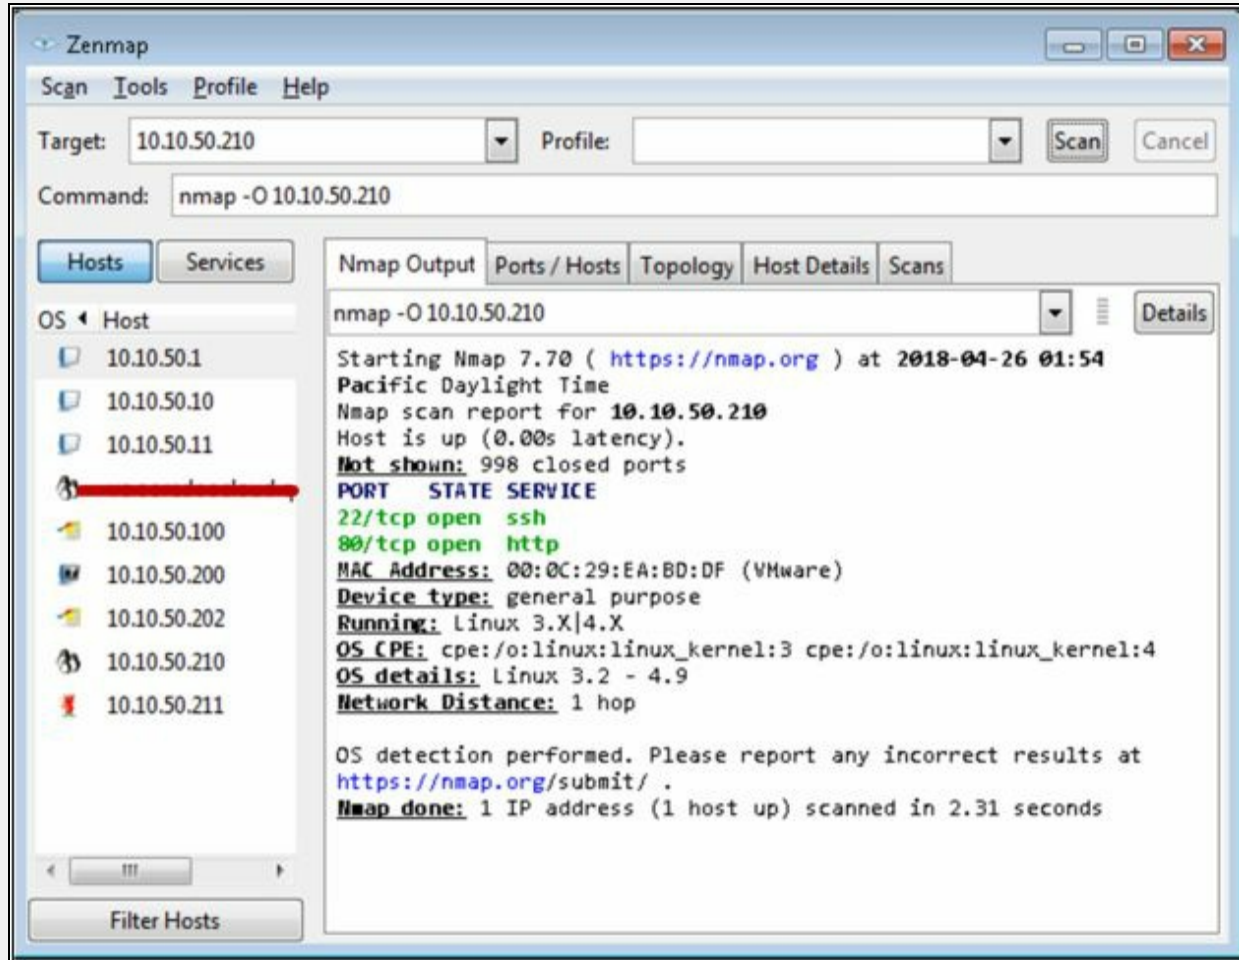 Zenmap
Scan Tools Profile Help
Target: 10.10.50.210 Profile: Scan Cancel
Command: nmap -O 10.10.50.210
Hosts Services
OS Host
10.10.50.1
10.10.50.10
10.10.50.11
10.10.50.100
10.10.50.200
10.10.50.202
10.10.50.210
10.10.50.211
Filter Hosts
Nmap Output Ports / Hosts Topology Host Details Scans
nmap -O 10.10.50.210 Details
Starting Nmap 7.70 ( https://nmap.org ) at 2018-04-26 01:54
Pacific Daylight Time
Nmap scan report for 10.10.50.210
Host is up (0.00s latency).
Not shown: 998 closed ports
PORT STATE SERVICE
22/tcp open ssh
80/tcp open http
MAC Address: 00:0C:29:EA:BD:DF (VMware)
Device type: general purpose
Running: Linux 3.X|4.X
OS CPE: cpe:/o:linux:linux_kernel:3 cpe:/o:linux:linux_kernel:4
OS details: Linux 3.2 - 4.9
Network Distance: 1 hop
OS detection performed. Please report any incorrect results at
https://nmap.org/submit/ .
Nmap done: 1 IP address (1 host up) scanned in 2.31 seconds